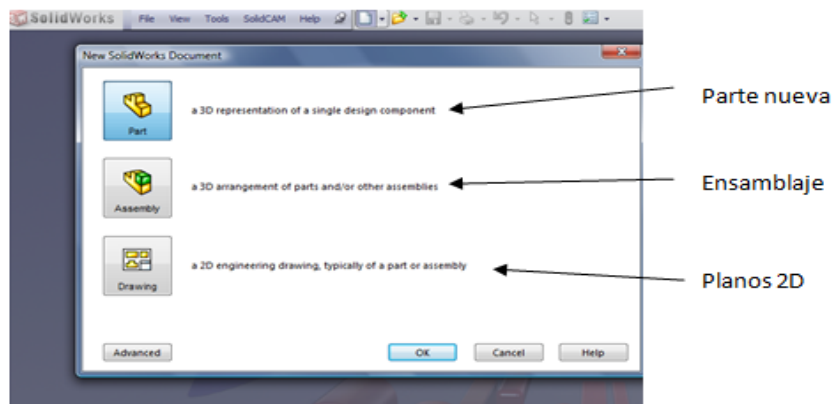 SolidWorks File View Tools SolidCAM Help
New SolidWorks Document
a 3D representation of a single design component
Part
Parte nueva
a 3D arrangement of parts and/or other assemblies
Assembly
Ensamblaje
a 2D engineering drawing, typically of a part or assembly
Drawing
Planos 2D
Advanced OK Cancel Help